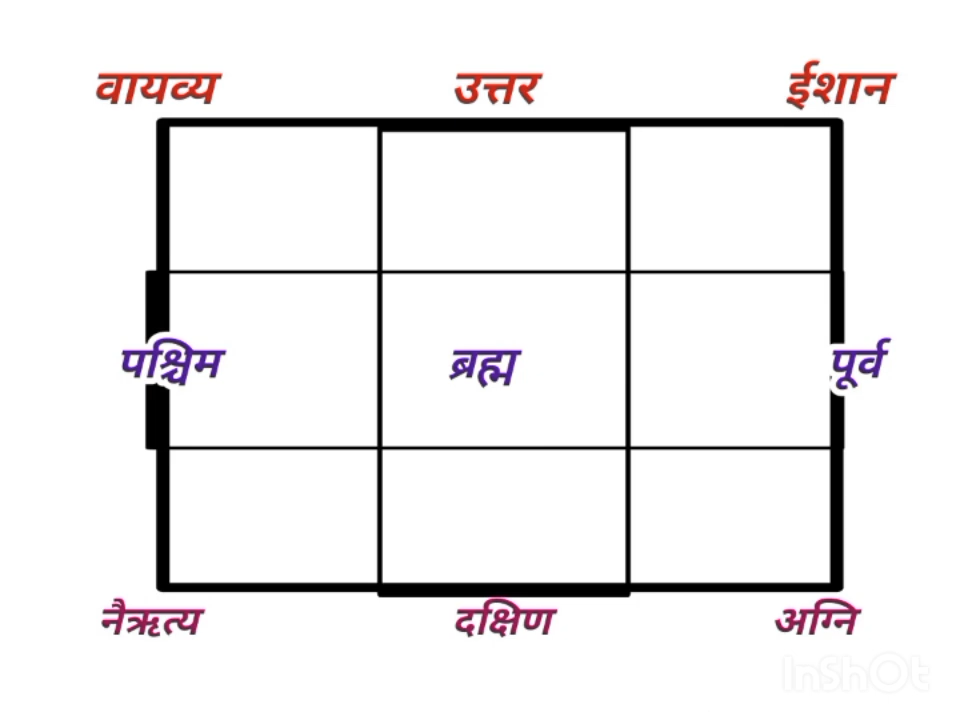 वायव्य उत्तर ईशान
पश्चिम ब्रह्म पूर्व
नैऋत्य दक्षिण अग्नि
InShOt